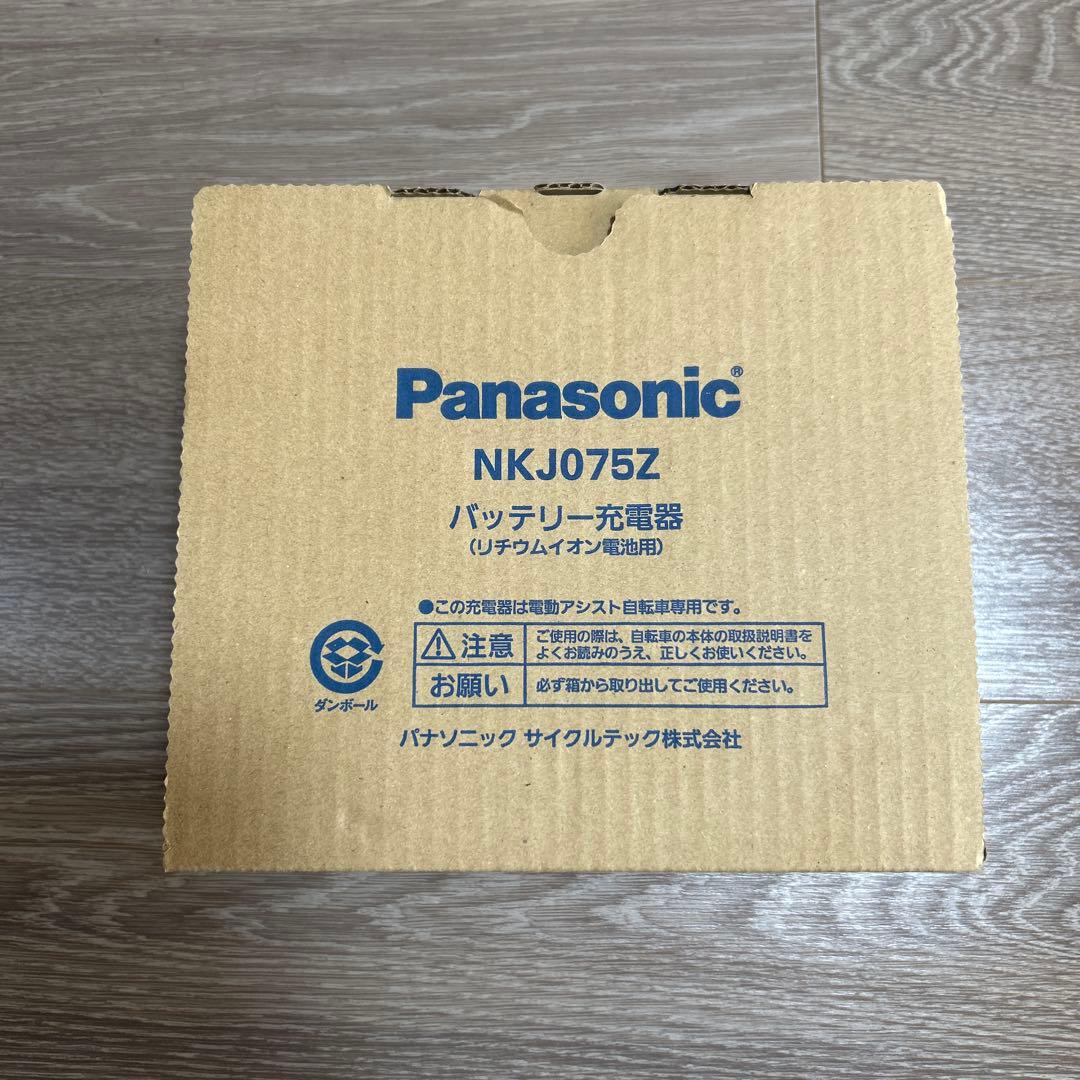 Panasonic®
NKJ075Z
バッテリー充電器
(リチウムイオン電池用)
●この充電器は電動アシスト自転車専用です。
注意
ご使用の際は、自転車の本体の取扱説明書を
よくお読みのうえ、正しくお使いください。
お願い
必ず箱から取り出してご使用ください。
ダンボール
パナソニック サイクルテック株式会社